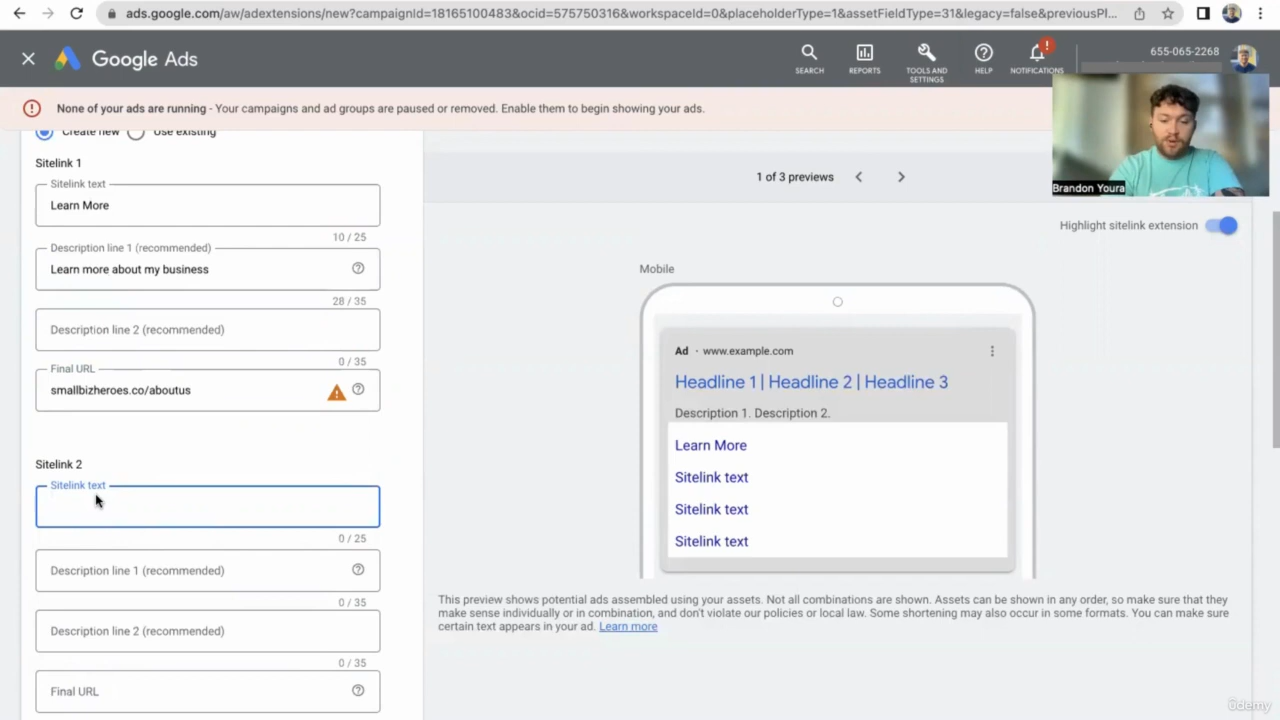 ads.google.com/aw/adextensions/new?campaignId=18165100483&ocid=575750316&workspaceId=0&placeholderType=1&assetFieldType=31&legacy=false&previousPl...
Google Ads
SEARCH
REPORTS
TOOLS AND SETTINGS
HELP
NOTIFICATIONS
655-065-2268
None of your ads are running - Your campaigns and ad groups are paused or removed. Enable them to begin showing your ads.
Create new Use existing
Brandon Youra
Sitelink 1
Sitelink text
Learn More
10 / 25
Description line 1 (recommended)
Learn more about my business
28 / 35
Description line 2 (recommended)
0 / 35
Final URL
smallbizheroes.co/aboutus
Sitelink 2
Sitelink text
0 / 25
Description line 1 (recommended)
0 / 35
Description line 2 (recommended)
0 / 35
Final URL
1 of 3 previews
Highlight sitelink extension
Mobile
Ad · www.example.com
Headline 1 | Headline 2 | Headline 3
Description 1. Description 2.
Learn More
Sitelink text
Sitelink text
Sitelink text
This preview shows potential ads assembled using your assets. Not all combinations are shown. Assets can be shown in any order, so make sure that they
make sense individually or in combination, and don't violate our policies or local law. Some shortening may also occur in some formats. You can make sure
certain text appears in your ad. Learn more
ûdemy